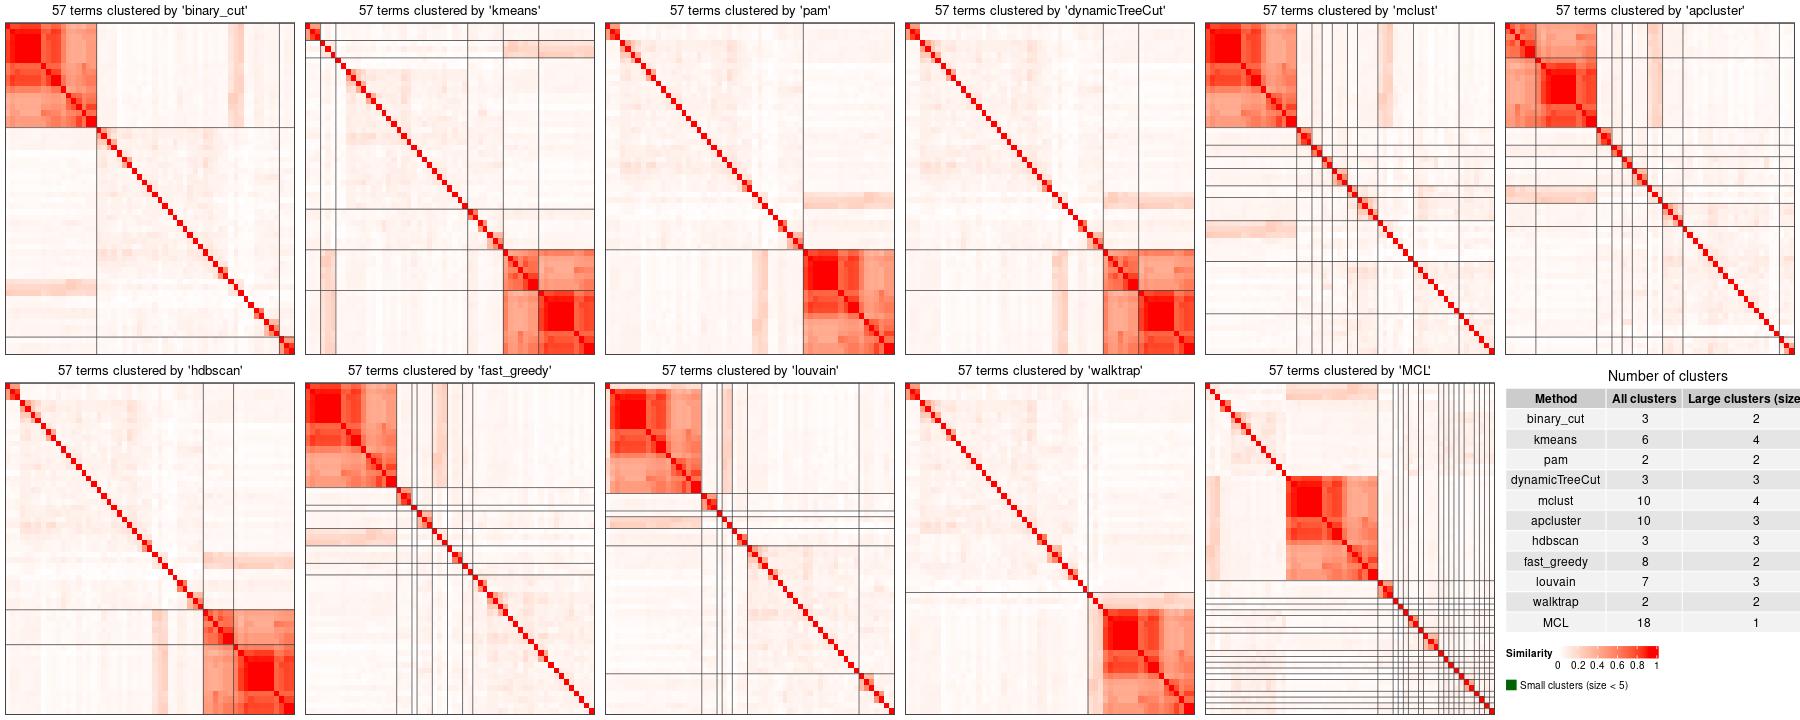 57 terms clustered by 'binary_cut'
57 terms clustered by 'kmeans'
57 terms clustered by 'pam'
57 terms clustered by 'dynamicTreeCut'
57 terms clustered by 'mclust'
57 terms clustered by 'apcluster'
57 terms clustered by 'hdbscan'
57 terms clustered by 'fast_greedy'
57 terms clustered by 'louvain'
57 terms clustered by 'walktrap'
57 terms clustered by 'MCL'
Number of clusters
Method All clusters Large clusters (size
binary_cut 3 2
kmeans 6 4
pam 2 2
dynamicTreeCut 3 3
mclust 10 4
apcluster 10 3
hdbscan 3 3
fast_greedy 8 2
louvain 7 3
walktrap 2 2
MCL 18 1
Similarity
0 0.2 0.4 0.6 0.8 1
Small clusters (size < 5)